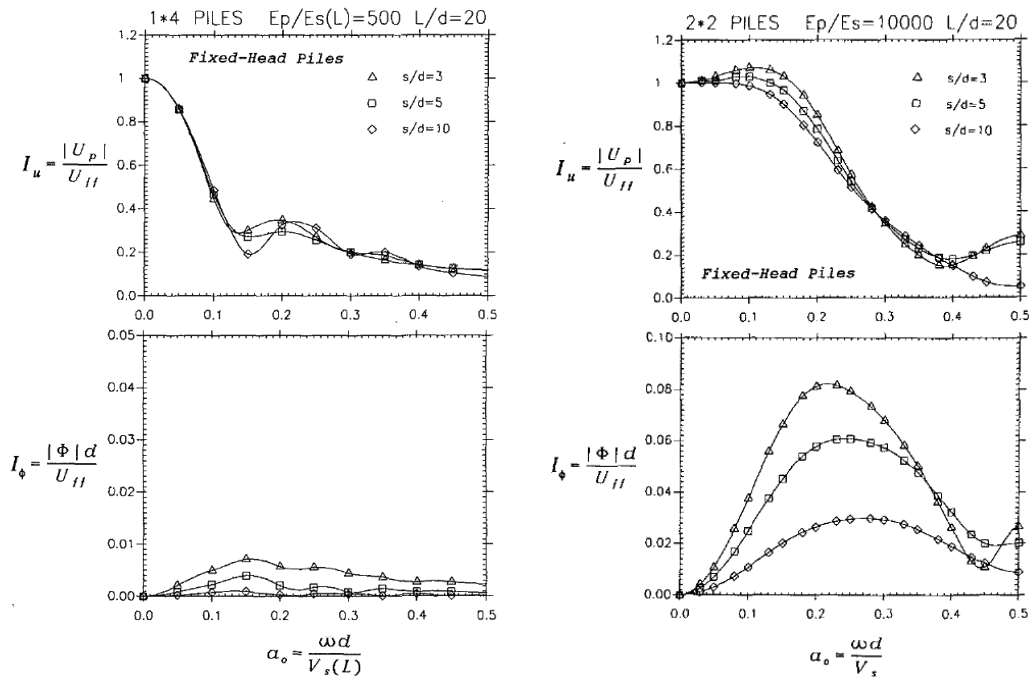 1*4 PILES Ep/Es(L)=500 L/d=20
1.2
1
0.8
0.6
0.4
0.2
0.0
Fixed-Head Piles
s/d=3
s/d=5
s/d=10
I_u = |U_p| / U_ff
0.0 0.1 0.2 0.3 0.4 0.5
0.05
0.04
0.03
0.02
0.01
0.00
I_ϕ = |Φ| d / U_ff
0.0 0.1 0.2 0.3 0.4 0.5
a_o = ωd / V_s(L)
2*2 PILES Ep/Es=10000 L/d=20
1.2
1.0
0.8
0.6
0.4
0.2
0.0
s/d=3
s/d=5
s/d=10
Fixed-Head Piles
I_u = |U_p| / U_ff
0.0 0.1 0.2 0.3 0.4 0.5
0.10
0.08
0.06
0.04
0.02
0.00
I_ϕ = |Φ| d / U_ff
0.0 0.1 0.2 0.3 0.4 0.5
a_o = ωd / V_s